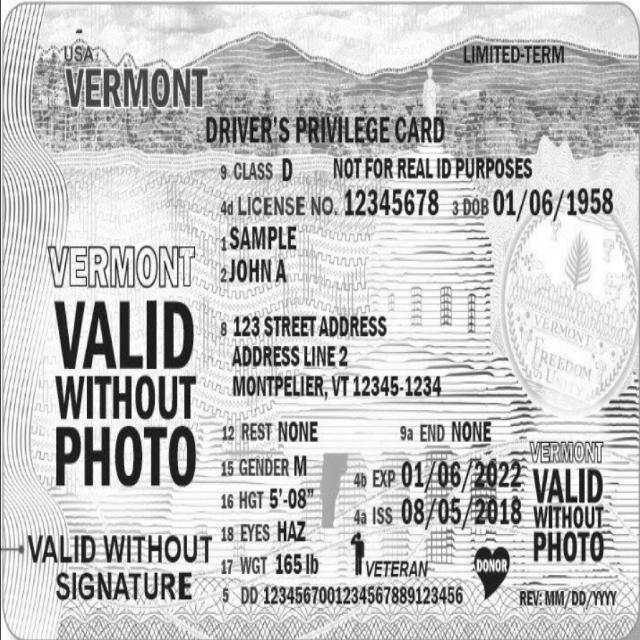 USA
LIMITED-TERM
VERMONT
DRIVER'S PRIVILEGE CARD
9 CLASS D NOT FOR REAL ID PURPOSES
4d LICENSE NO. 12345678 3 DOB 01/06/1958
1 SAMPLE
2 JOHN A
VERMONT
VALID
WITHOUT
PHOTO
8 123 STREET ADDRESS
ADDRESS LINE 2
MONTPELIER, VT 12345-1234
VERMONT
FREEDOM
& UNITY
12 REST NONE 9a END NONE
15 GENDER M
4b EXP 01/06/2022
16 HGT 5'-08"
4a ISS 08/05/2018
18 EYES HAZ
17 WGT 165 lb
VETERAN
DONOR
VERMONT
VALID
WITHOUT
PHOTO
VALID WITHOUT
SIGNATURE
5 DD 12345670012345678​89123456
REV: MM/DD/YYYY